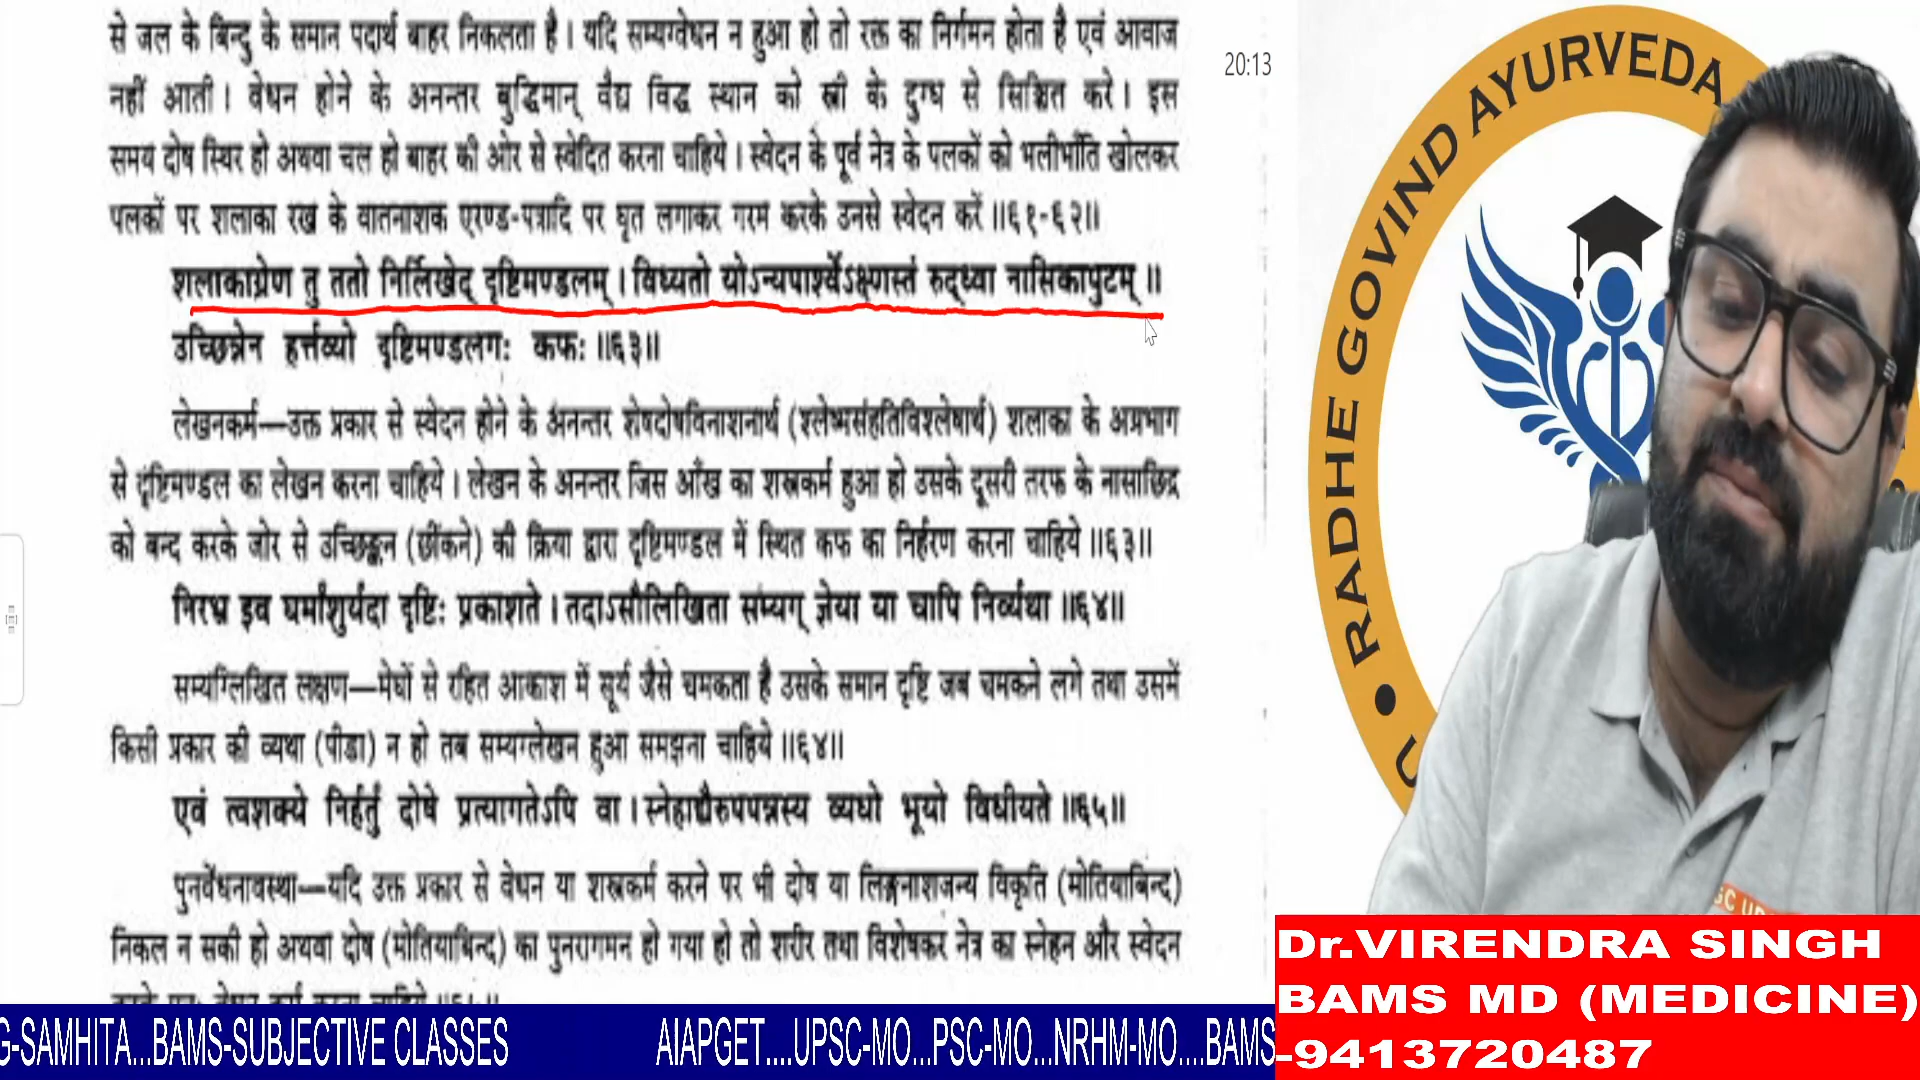 से जल के बिन्दु के समान पदार्थ बाहर निकलता है। यदि सम्यग्वेधन न हुआ हो तो रक्त का निर्गमन होता है एवं आवाज
नहीं आती। वेधन होने के अनन्तर बुद्धिमान् वैद्य विद्ध स्थान को स्त्री के दुग्ध से सिञ्चित करे। इस
समय दोष स्थिर हो अथवा चल हो बाहर की ओर से स्वेदित करना चाहिये। स्वेदन के पूर्व नेत्र के पलकों को भलीभाँति खोलकर
पलकों पर शलाका रख के वातनाशक एरण्ड-पत्रादि पर घृत लगाकर गरम करके उनसे स्वेदन करें ॥६१-६२॥
शलाकाग्रेण तु ततो निर्लिखेद् दृष्टिमण्डलम्। विध्यतो योऽन्यपार्श्वेऽक्ष्णस्तं रुद्ध्वा नासिकापुटम् ॥
उच्छिन्नेन हर्त्तव्यो दृष्टिमण्डलगः कफः ॥६३॥
लेखनकर्म—उक्त प्रकार से स्वेदन होने के अनन्तर शेषदोषविनाशनार्थ (श्लेष्मसंहतिविश्लेषार्थ) शलाका के अग्रभाग
से दृष्टिमण्डल का लेखन करना चाहिये। लेखन के अनन्तर जिस आँख का शस्त्रकर्म हुआ हो उसके दूसरी तरफ के नासाछिद्र
को बन्द करके जोर से उच्छिङ्घन (छींकने) की क्रिया द्वारा दृष्टिमण्डल में स्थित कफ का निर्हरण करना चाहिये ॥६३॥
निरभ्र इव घर्मांशुर्यदा दृष्टिः प्रकाशते। तदाऽसौलिखिता सम्यग् ज्ञेया या चापि निर्व्यथा ॥६४॥
सम्यग्लिखित लक्षण—मेघों से रहित आकाश में सूर्य जैसे चमकता है उसके समान दृष्टि जब चमकने लगे तथा उसमें
किसी प्रकार की व्यथा (पीडा) न हो तब सम्यग्लेखन हुआ समझना चाहिये ॥६४॥
एवं त्वशक्ये निर्हर्तुं दोषे प्रत्यागतेऽपि वा। स्नेहाद्यैरुपपन्नस्य व्यधो भूयो विधीयते ॥६५॥
पुनर्वेधनावस्था—यदि उक्त प्रकार से वेधन या शस्त्रकर्म करने पर भी दोष या लिङ्गनाशजन्य विकृति (मोतियाबिन्द)
निकल न सकी हो अथवा दोष (मोतियाबिन्द) का पुनरागमन हो गया हो तो शरीर तथा विशेषकर नेत्र का स्नेहन और स्वेदन
20:13
RADHE GOVIND AYURVEDA
G-SAMHITA...BAMS-SUBJECTIVE CLASSES AIAPGET....UPSC-MO...PSC-MO...NRHM-MO....BAMS
Dr.VIRENDRA SINGH
BAMS MD (MEDICINE)
-9413720487